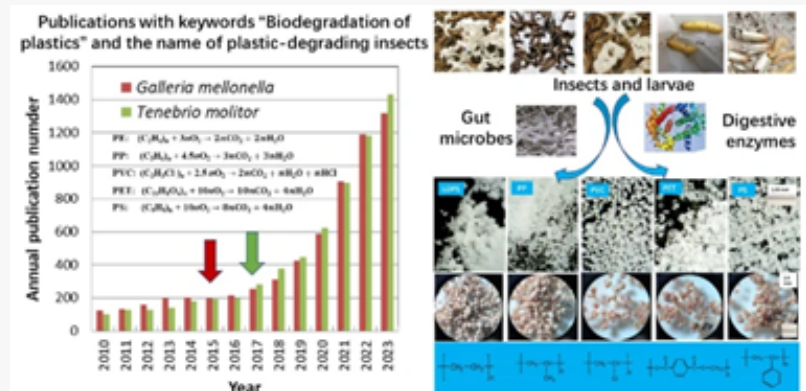 Publications with keywords “Biodegradation of
plastics” and the name of plastic-degrading insects
Annual publication numder
1600
1400
1200
1000
800
600
400
200
0
Galleria mellonella
Tenebrio molitor
PE: (C₂H₄)ₙ + 3nO₂ → 2nCO₂ + 2nH₂O
PP: (C₃H₆)ₙ + 4.5nO₂ → 3nCO₂ + 3nH₂O
PVC: (C₂H₃Cl)ₙ + 2.5nO₂ → 2nCO₂ + nH₂O + nHCl
PET:
PS: (C₈H₈)ₙ + 10nO₂ → 8nCO₂ + 4nH₂O
2010
2011
2012
2013
2014
2015
2016
2017
2018
2019
2020
2021
2022
2023
Year
Insects and larvae
Gut
microbes
Digestive
enzymes
LDPE PP PVC PET PS